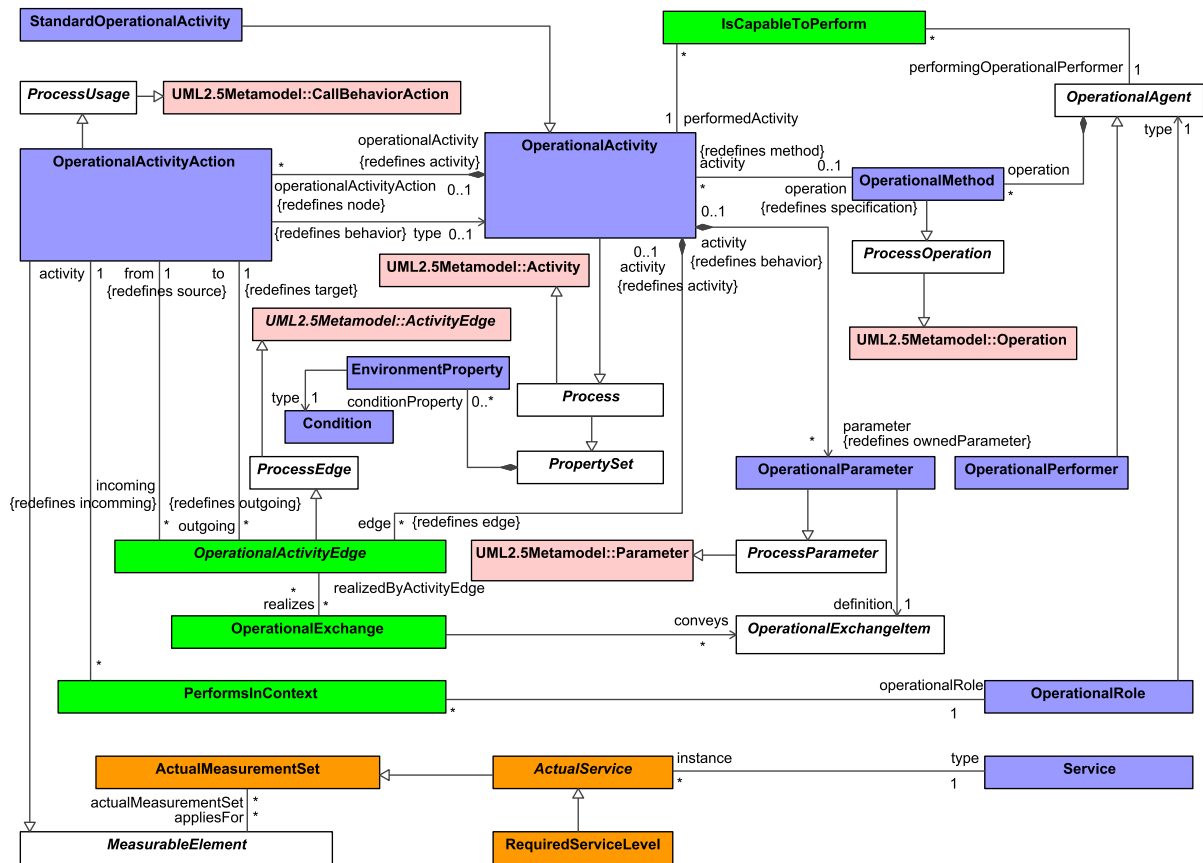 StandardOperationalActivity
IsCapableToPerform
*
*
performingOperationalPerformer
1
ProcessUsage
UML2.5Metamodel::CallBehaviorAction
OperationalAgent
type
1
1
performedActivity
OperationalActivityAction
operationalActivity
{redefines activity}
*
0..1
operationalActivityAction
{redefines node}
{redefines behavior}
type
0..1
OperationalActivity
{redefines method}
activity
0..1
*
operation
{redefines specification}
OperationalMethod
operation
*
0..1
activity
{redefines behavior}
0..1
activity
{redefines activity}
ProcessOperation
UML2.5Metamodel::Operation
activity
1
from
1
to
1
{redefines source}
{redefines target}
UML2.5Metamodel::Activity
UML2.5Metamodel::ActivityEdge
EnvironmentProperty
type
1
conditionProperty
0..*
Condition
Process
PropertySet
ProcessEdge
parameter
*
{redefines ownedParameter}
OperationalParameter
OperationalPerformer
incoming
{redefines incomming}
{redefines outgoing}
*
outgoing
*
edge
*
{redefines edge}
OperationalActivityEdge
UML2.5Metamodel::Parameter
ProcessParameter
*
realizedByActivityEdge
realizes
*
definition
1
OperationalExchange
conveys
*
OperationalExchangeItem
*
PerformsInContext
*
operationalRole
1
OperationalRole
ActualMeasurementSet
ActualService
instance
*
type
1
Service
actualMeasurementSet
*
appliesFor
*
MeasurableElement
RequiredServiceLevel